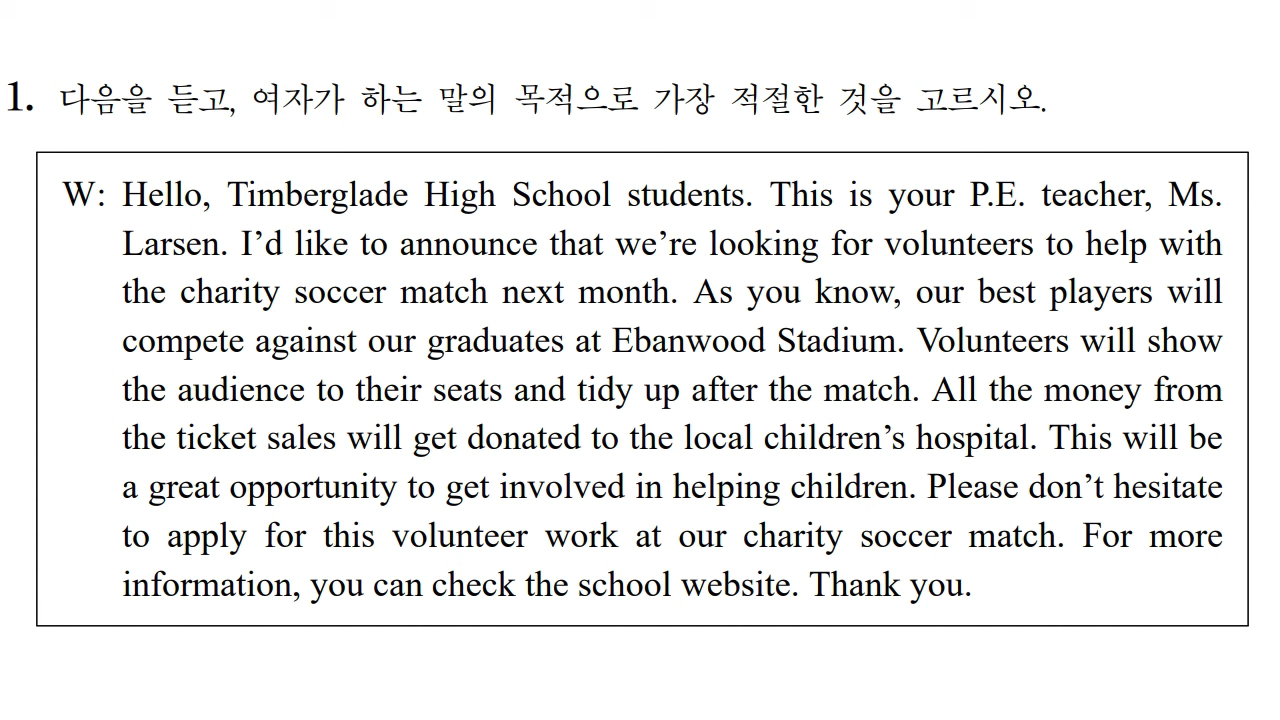 1. 다음을 듣고, 여자가 하는 말의 목적으로 가장 적절한 것을 고르시오.
W: Hello, Timberglade High School students. This is your P.E. teacher, Ms.
Larsen. I’d like to announce that we’re looking for volunteers to help with
the charity soccer match next month. As you know, our best players will
compete against our graduates at Ebanwood Stadium. Volunteers will show
the audience to their seats and tidy up after the match. All the money from
the ticket sales will get donated to the local children’s hospital. This will be
a great opportunity to get involved in helping children. Please don’t hesitate
to apply for this volunteer work at our charity soccer match. For more
information, you can check the school website. Thank you.